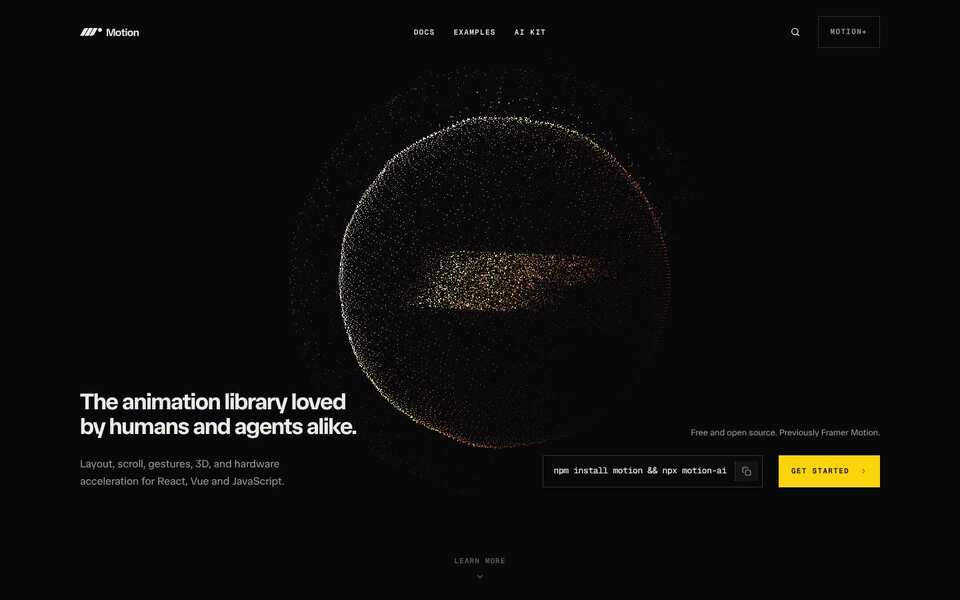 Motion
DOCS
EXAMPLES
AI KIT
MOTION+
The animation library loved
by humans and agents alike.
Layout, scroll, gestures, 3D, and hardware
acceleration for React, Vue and JavaScript.
Free and open source. Previously Framer Motion.
npm install motion && npx motion-ai
GET STARTED
LEARN MORE